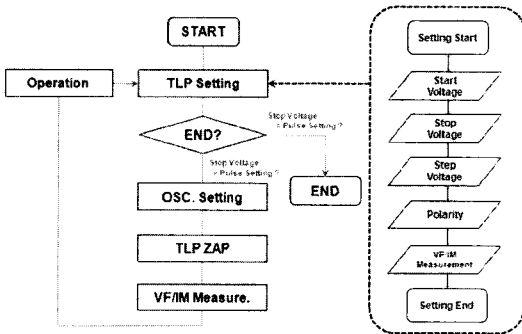 START
Operation
TLP Setting
END?
Stop Voltage
< Pulse Setting ?
Stop Voltage
> Pulse Setting ?
END
OSC. Setting
TLP ZAP
VF/IM Measure.
Setting Start
Start
Voltage
Stop
Voltage
Step
Voltage
Polarity
VF/IM
Measurement
Setting End